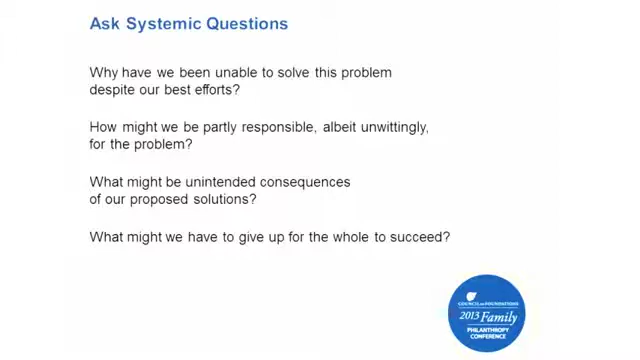 Ask Systemic Questions
Why have we been unable to solve this problem
despite our best efforts?
How might we be partly responsible, albeit unwittingly,
for the problem?
What might be unintended consequences
of our proposed solutions?
What might we have to give up for the whole to succeed?
COUNCIL on FOUNDATIONS
2013 Family
PHILANTHROPY
CONFERENCE